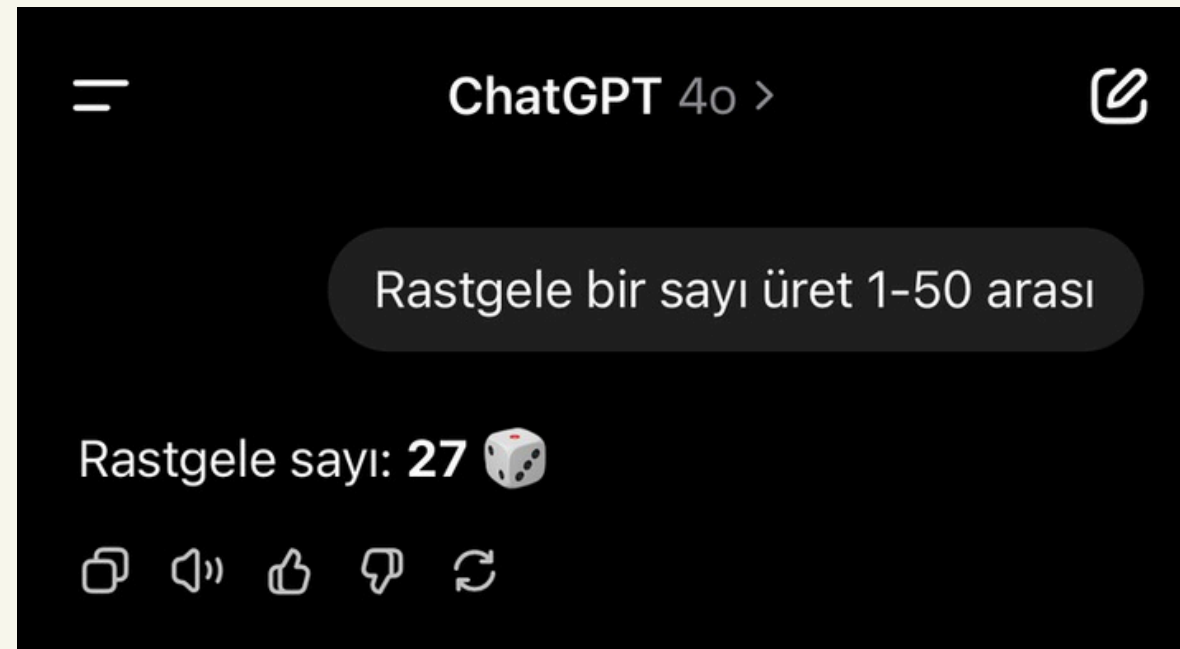 ChatGPT 4o >
Rastgele bir sayı üret 1-50 arası
Rastgele sayı: 27 🎲